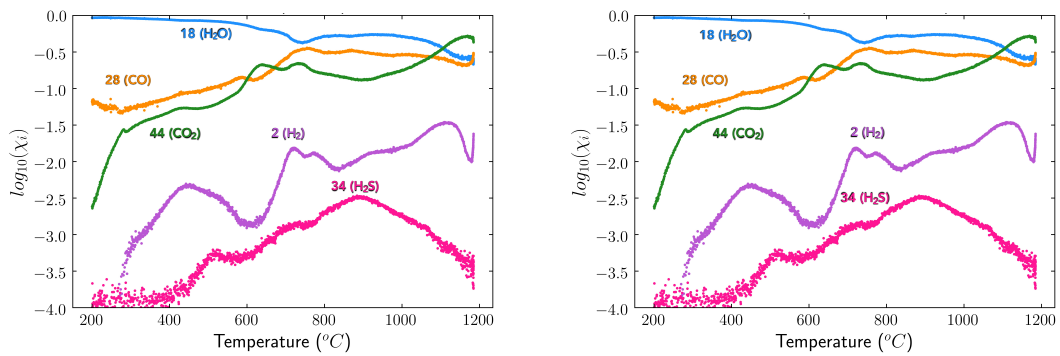 0.0
−0.5
−1.0
−1.5
−2.0
−2.5
−3.0
−3.5
−4.0
log₁₀(χᵢ)
18 (H₂O)
28 (CO)
44 (CO₂)
2 (H₂)
34 (H₂S)
200 400 600 800 1000 1200
Temperature (°C)
0.0
−0.5
−1.0
−1.5
−2.0
−2.5
−3.0
−3.5
−4.0
log₁₀(χᵢ)
18 (H₂O)
28 (CO)
44 (CO₂)
2 (H₂)
34 (H₂S)
200 400 600 800 1000 1200
Temperature (°C)